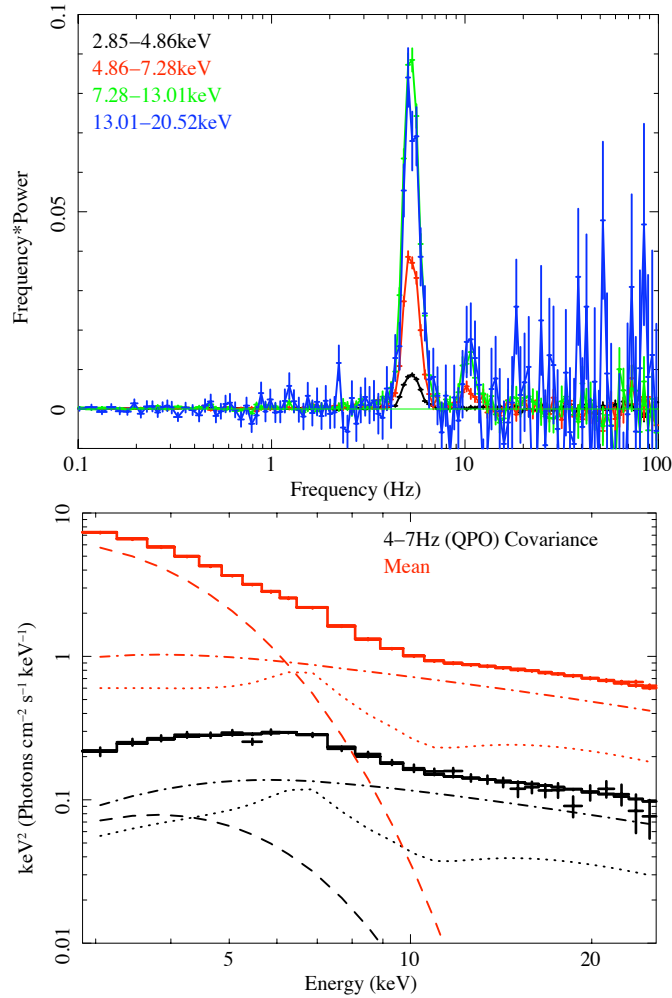 0.1
2.85–4.86keV
4.86–7.28keV
7.28–13.01keV
13.01–20.52keV
Frequency*Power
0.05
0
0.1 1 10 100
Frequency (Hz)
10
4–7Hz (QPO) Covariance
Mean
keV² (Photons cm⁻² s⁻¹ keV⁻¹)
1
0.1
0.01
5 10 20
Energy (keV)